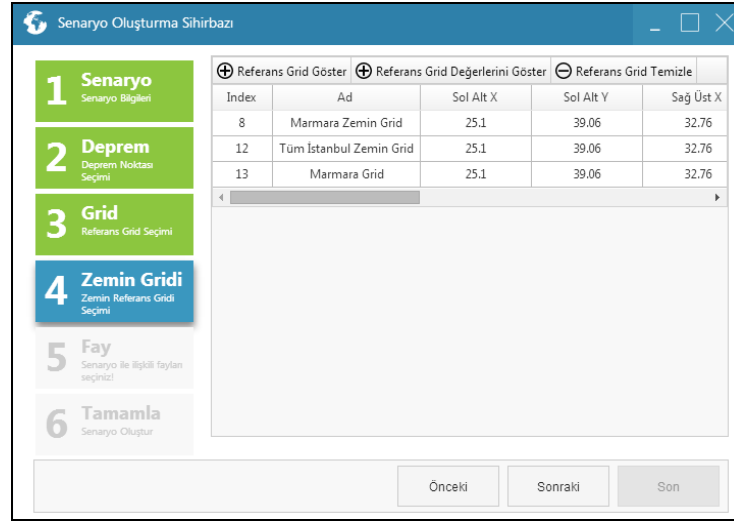 Senaryo Oluşturma Sihirbazı
1 Senaryo
Senaryo Bilgileri
2 Deprem
Deprem Noktası
Seçimi
3 Grid
Referans Grid Seçimi
4 Zemin Gridi
Zemin Referans Gridi
Seçimi
5 Fay
Senaryo ile ilişkili fayları
seçiniz!
6 Tamamla
Senaryo Oluştur
Referans Grid Göster Referans Grid Değerlerini Göster Referans Grid Temizle
Index Ad Sol Alt X Sol Alt Y Sağ Üst X
8 Marmara Zemin Grid 25.1 39.06 32.76
12 Tüm İstanbul Zemin Grid 25.1 39.06 32.76
13 Marmara Grid 25.1 39.06 32.76
Önceki Sonraki Son